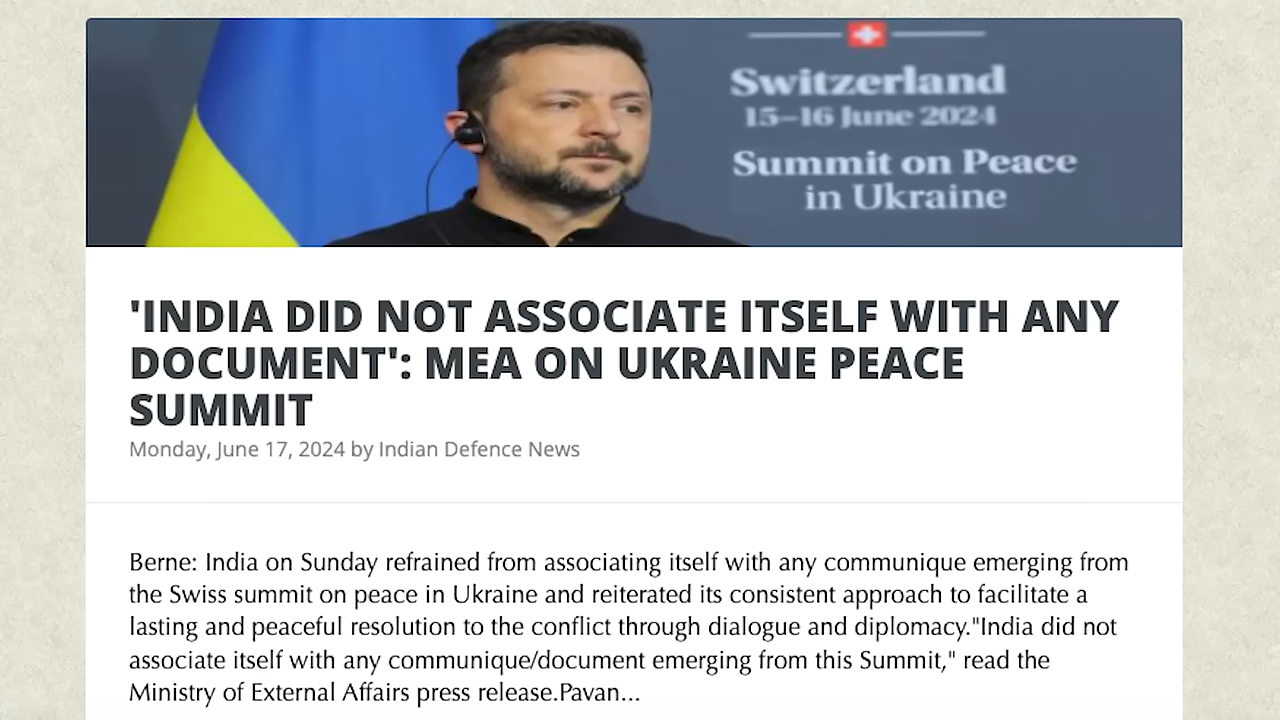 Switzerland
15–16 June 2024
Summit on Peace
in Ukraine
'INDIA DID NOT ASSOCIATE ITSELF WITH ANY
DOCUMENT': MEA ON UKRAINE PEACE
SUMMIT
Monday, June 17, 2024 by Indian Defence News
Berne: India on Sunday refrained from associating itself with any communique emerging from
the Swiss summit on peace in Ukraine and reiterated its consistent approach to facilitate a
lasting and peaceful resolution to the conflict through dialogue and diplomacy."India did not
associate itself with any communique/document emerging from this Summit," read the
Ministry of External Affairs press release.Pavan...